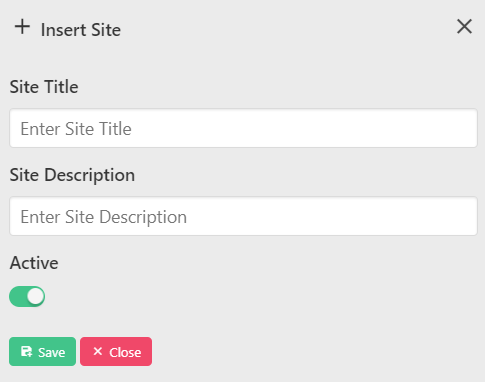 Insert Site
Site Title
Enter Site Title
Site Description
Enter Site Description
Active
Save
Close